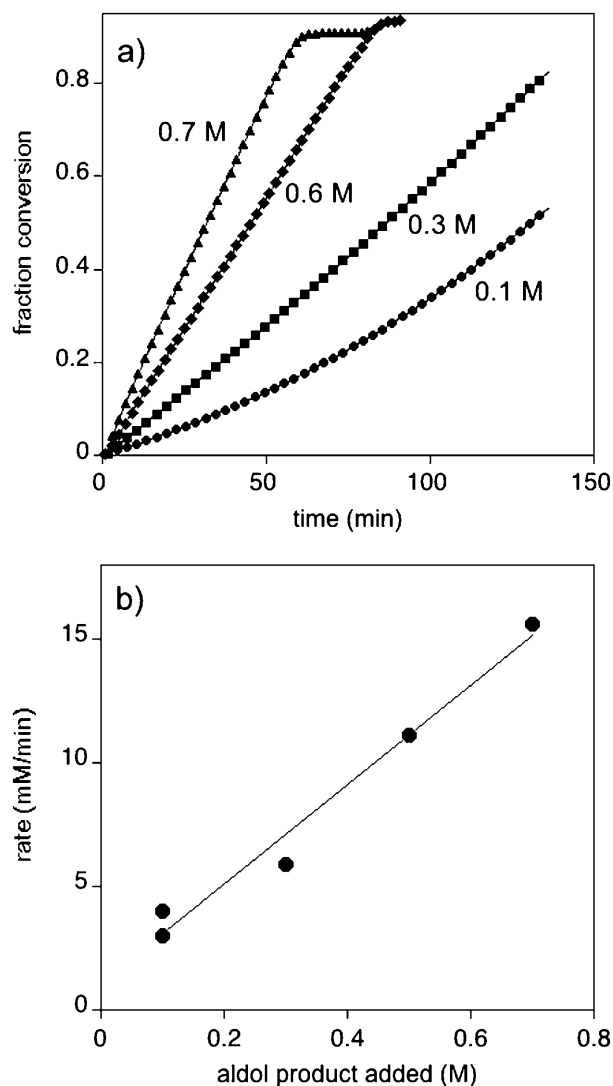 a)
0.8
0.6
0.4
0.2
0
fraction conversion
0.7 M
0.6 M
0.3 M
0.1 M
0
50
100
150
time (min)
b)
15
10
5
0
rate (mM/min)
0
0.2
0.4
0.6
0.8
aldol product added (M)